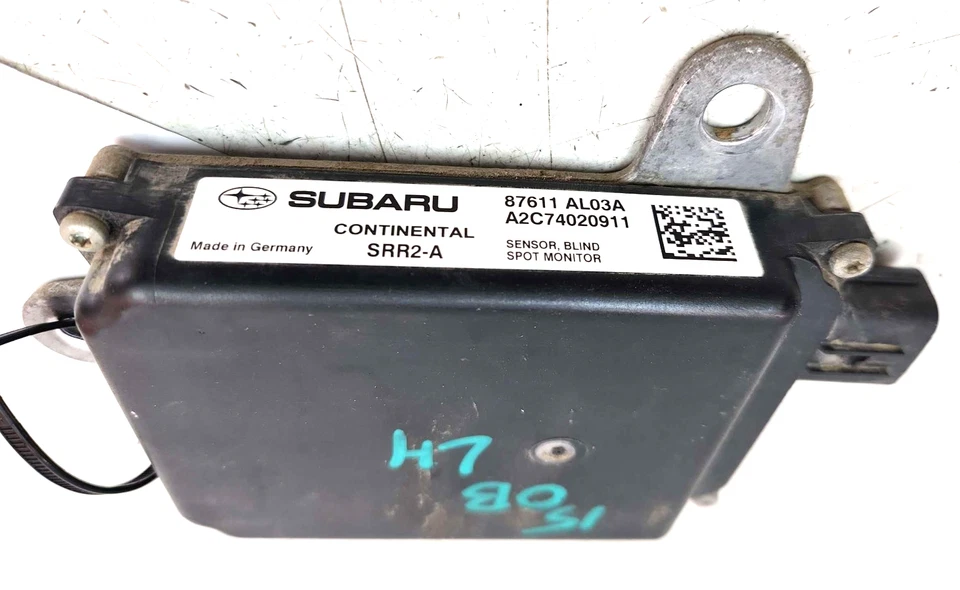 SUBARU
CONTINENTAL
Made in Germany
SRR2-A
87611 AL03A
A2C74020911
SENSOR, BLIND
SPOT MONITOR
LH
15
OB